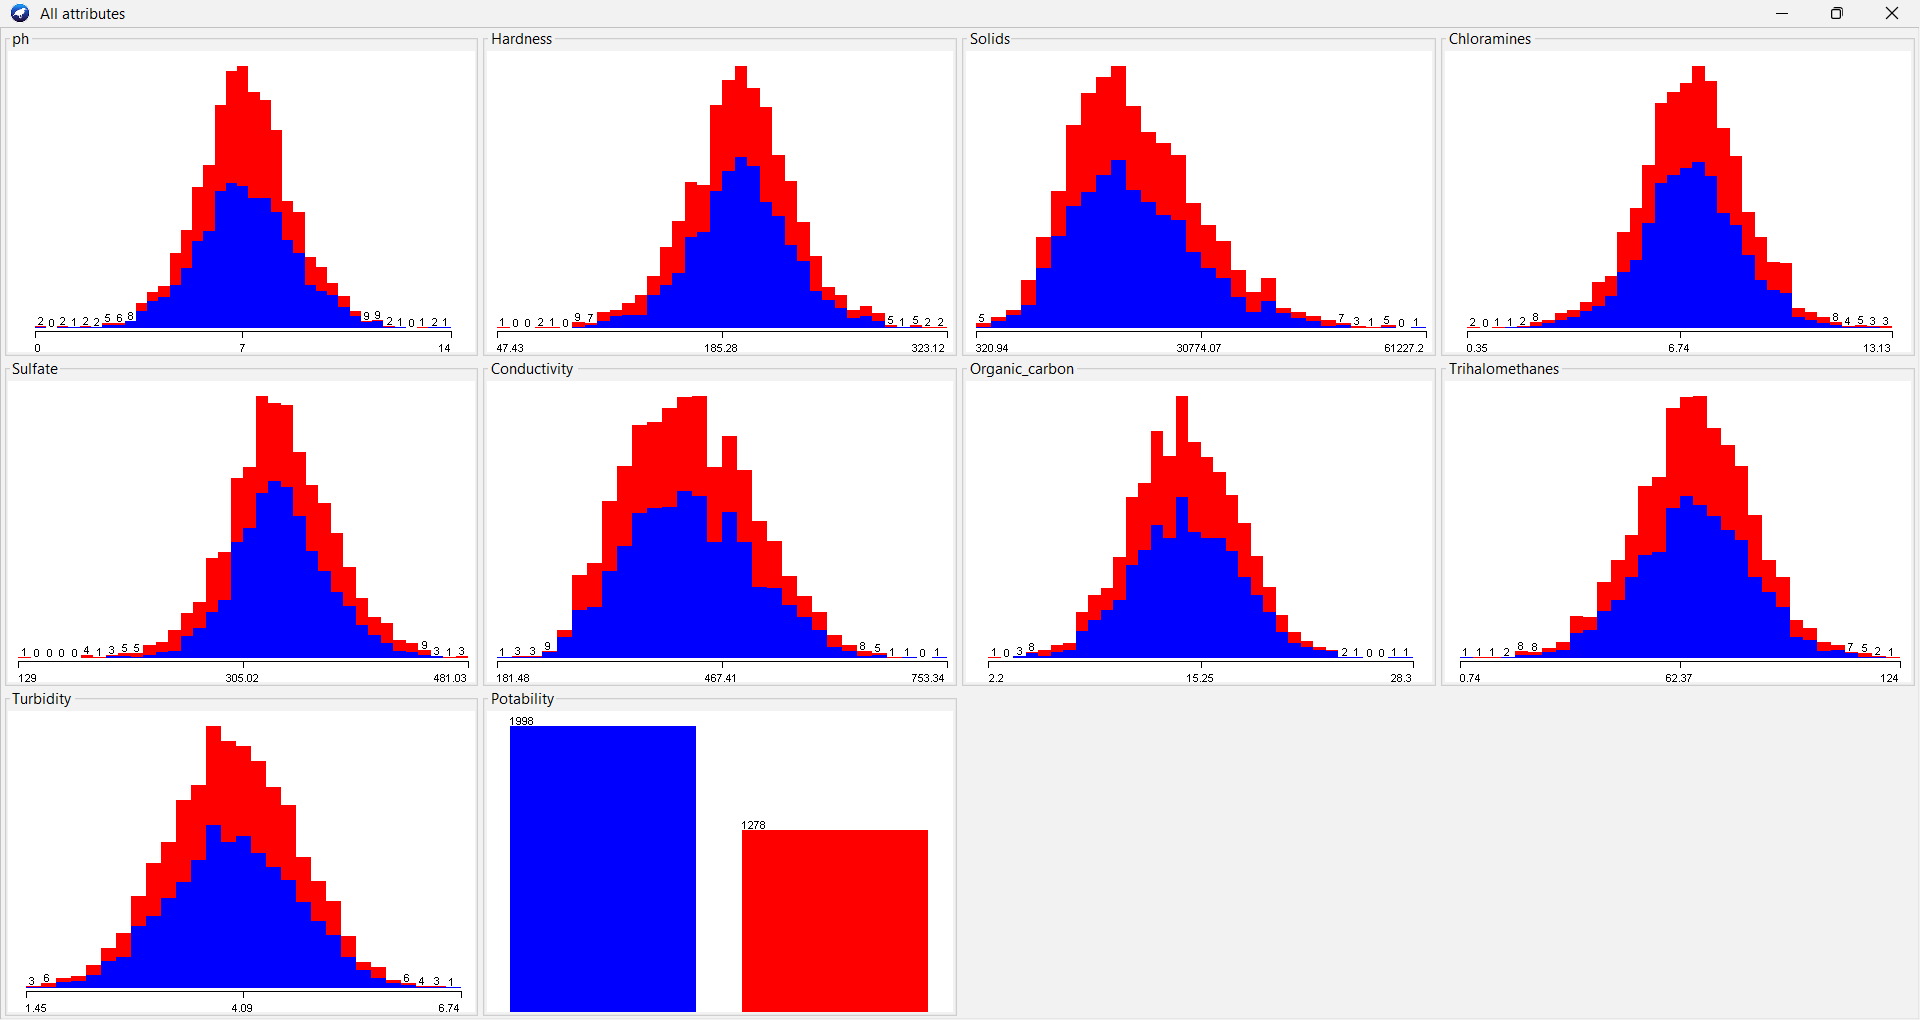 All attributes
ph
2 0 2 1 2 2 5 6 8 9 9 2 1 0 1 2 1
0 7 14
Hardness
1 0 0 2 1 0 9 7 5 1 5 2 2
47.43 185.28 323.12
Solids
5 7 3 1 5 0 1
320.94 30774.07 61227.2
Chloramines
2 0 1 1 2 8 8 4 5 3 3
0.35 6.74 13.13
Sulfate
1 0 0 0 0 4 1 3 5 5 9 3 1 3
129 305.02 481.03
Conductivity
1 3 3 9 8 5 1 1 0 1
181.48 467.41 753.34
Organic_carbon
1 0 3 8 2 1 0 0 1 1
2.2 15.25 28.3
Trihalomethanes
1 1 1 2 8 8 7 5 2 1
0.74 62.37 124
Turbidity
3 6 6 4 3 1
1.45 4.09 6.74
Potability
1998
1278